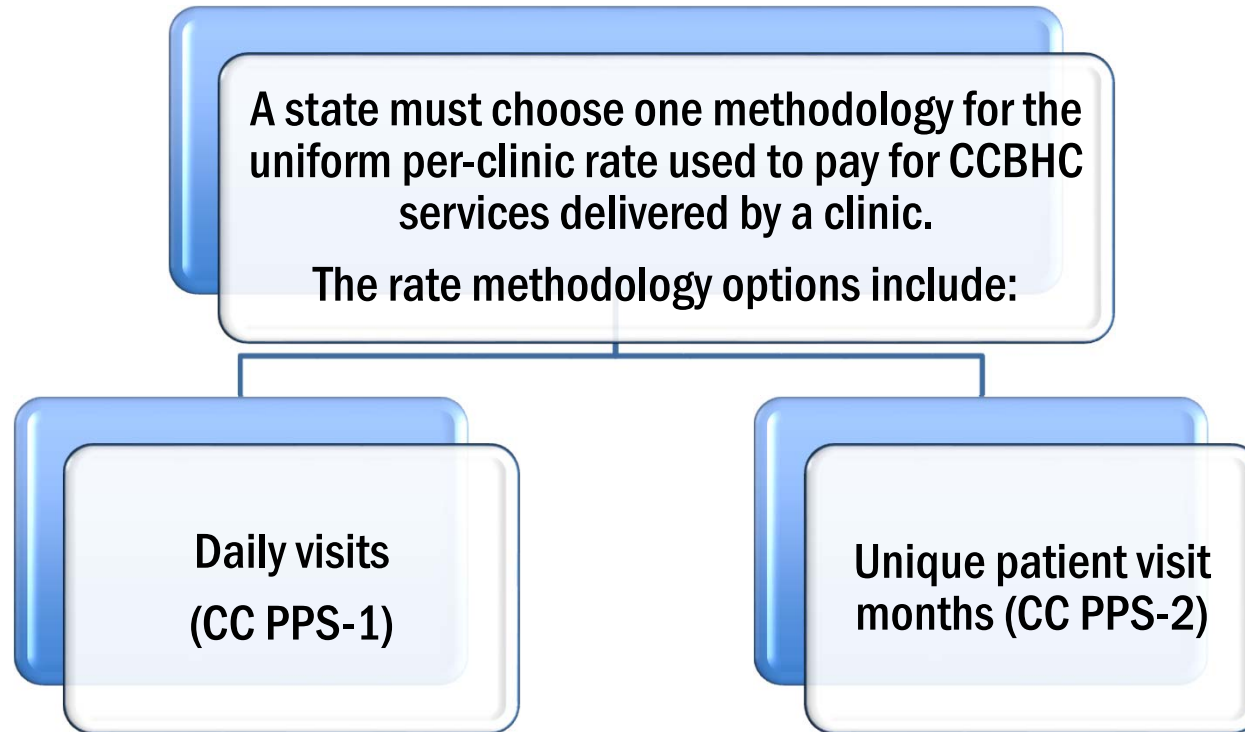 A state must choose one methodology for the
uniform per-clinic rate used to pay for CCBHC
services delivered by a clinic.
The rate methodology options include:
Daily visits
(CC PPS-1)
Unique patient visit
months (CC PPS-2)